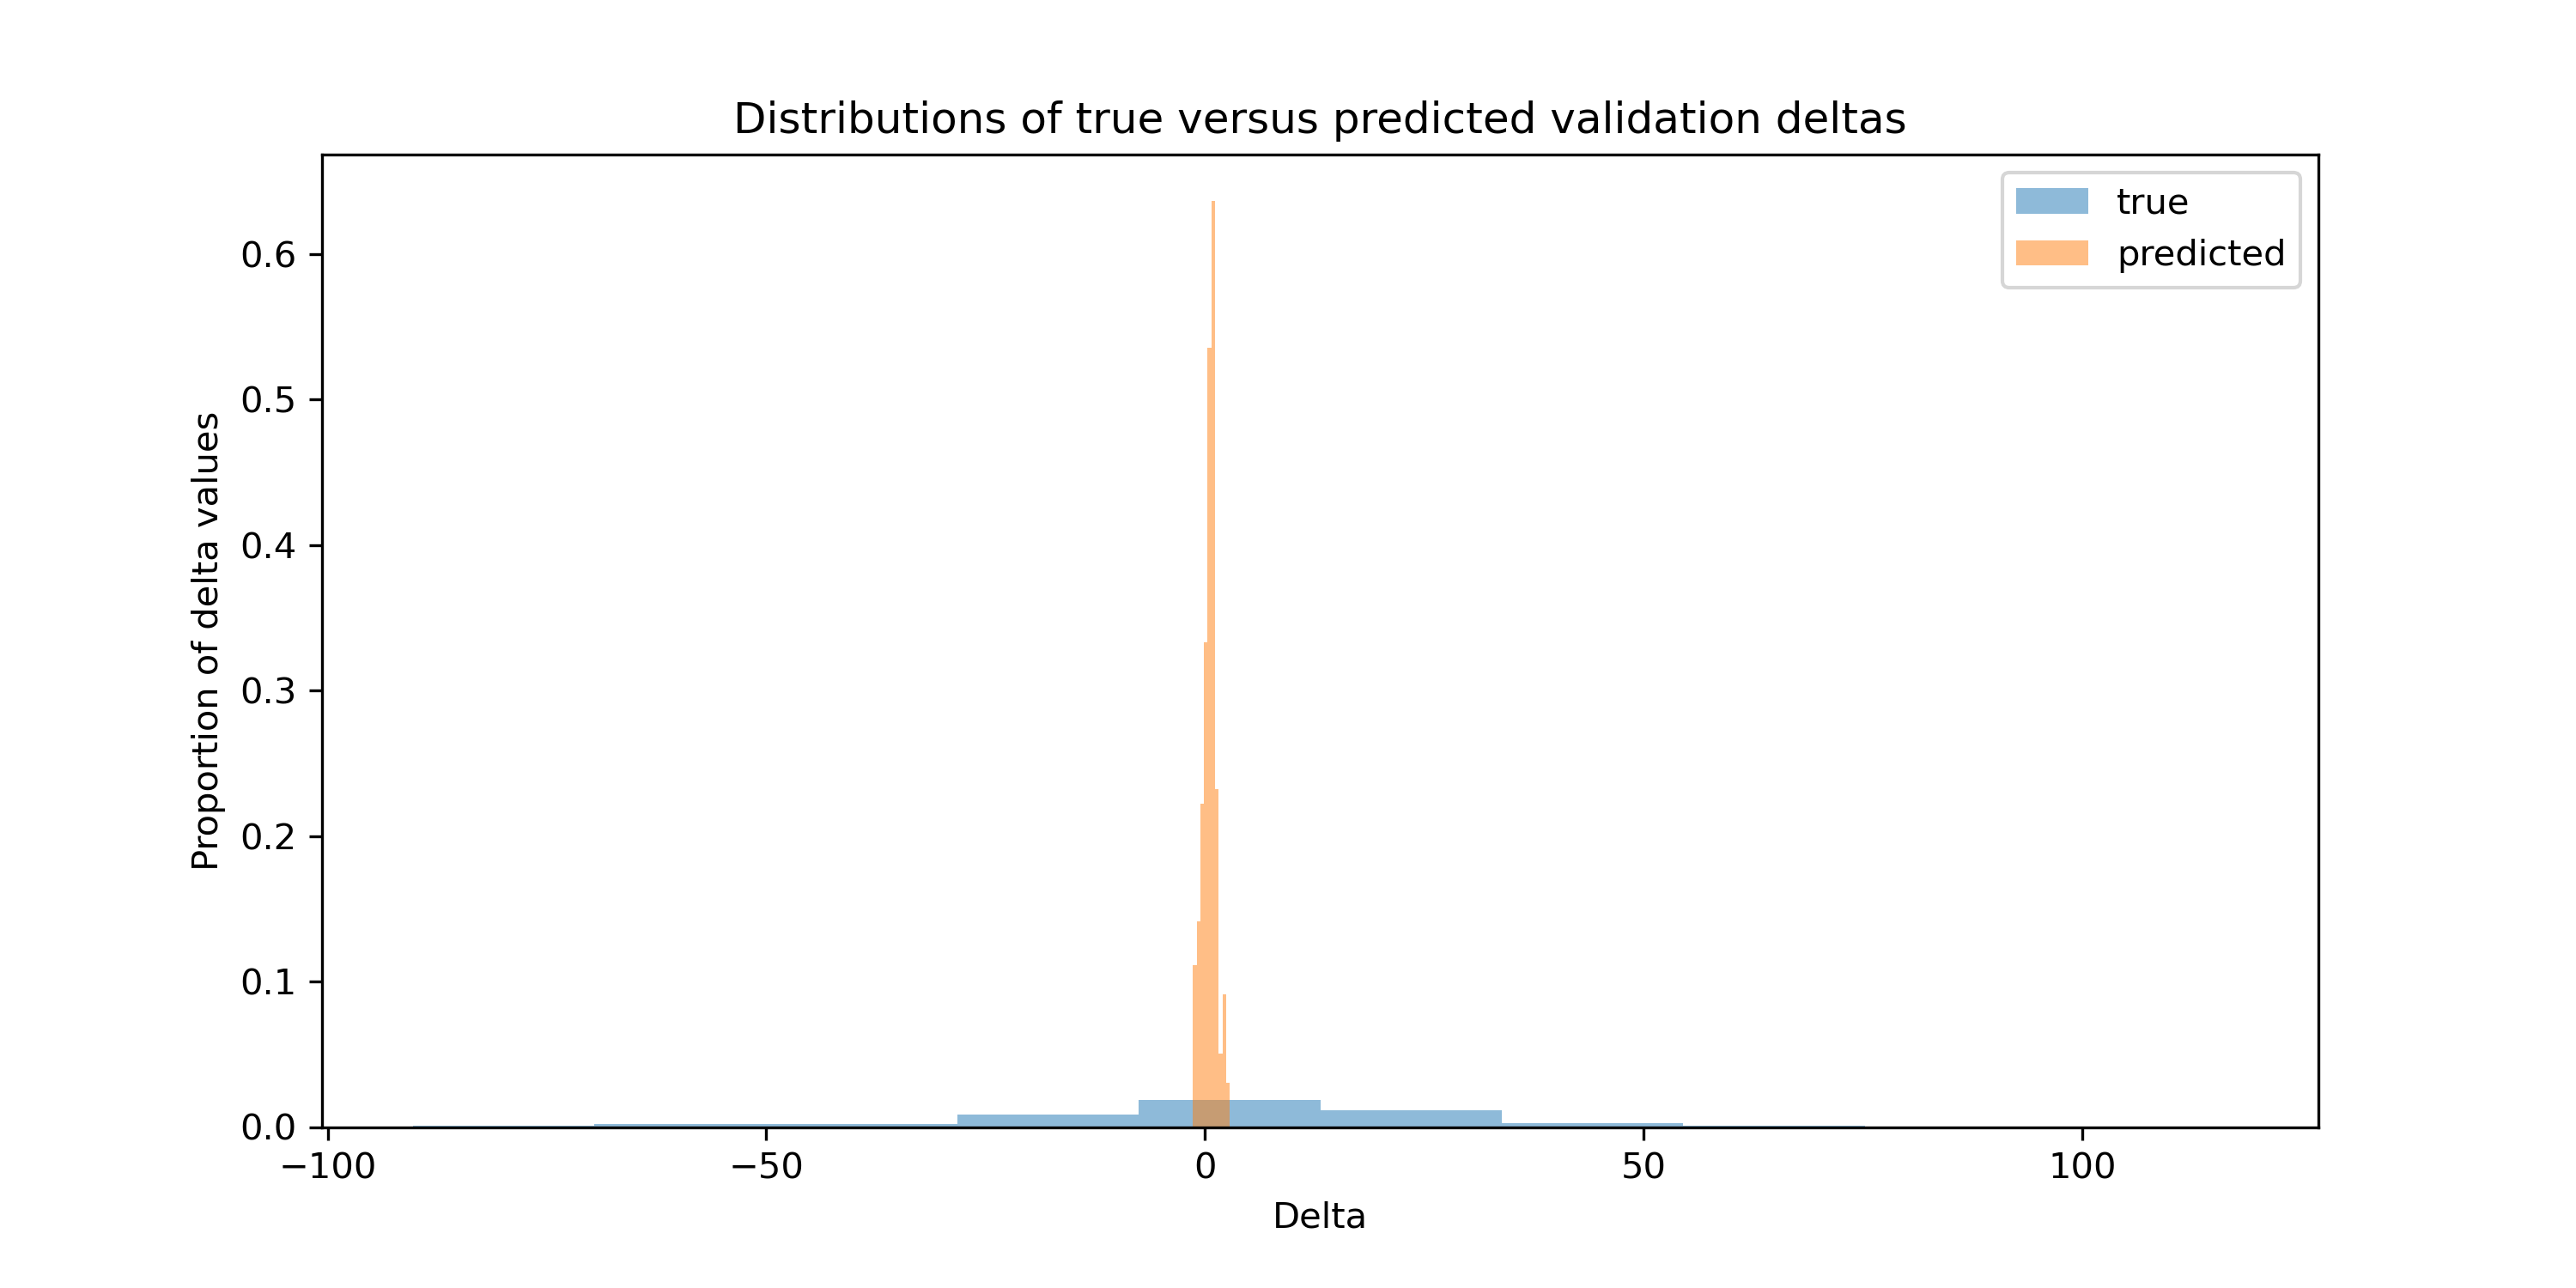 Distributions of true versus predicted validation deltas
true
predicted
Proportion of delta values
0.6
0.5
0.4
0.3
0.2
0.1
0.0
−100
−50
0
50
100
Delta